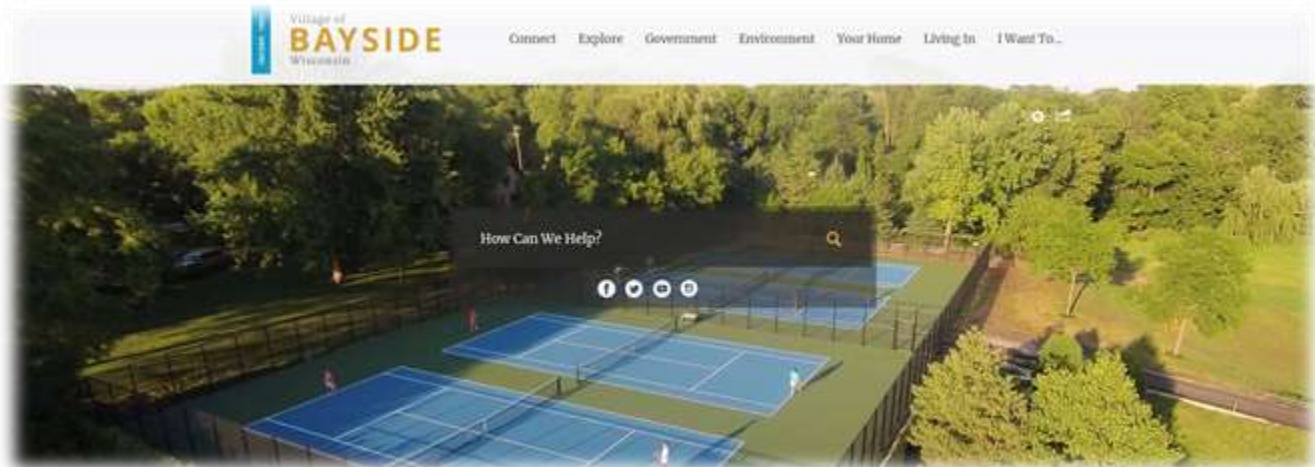 Village of
BAYSIDE
Wisconsin
Connect Explore Government Environment Your Home Living In I Want To...
How Can We Help?